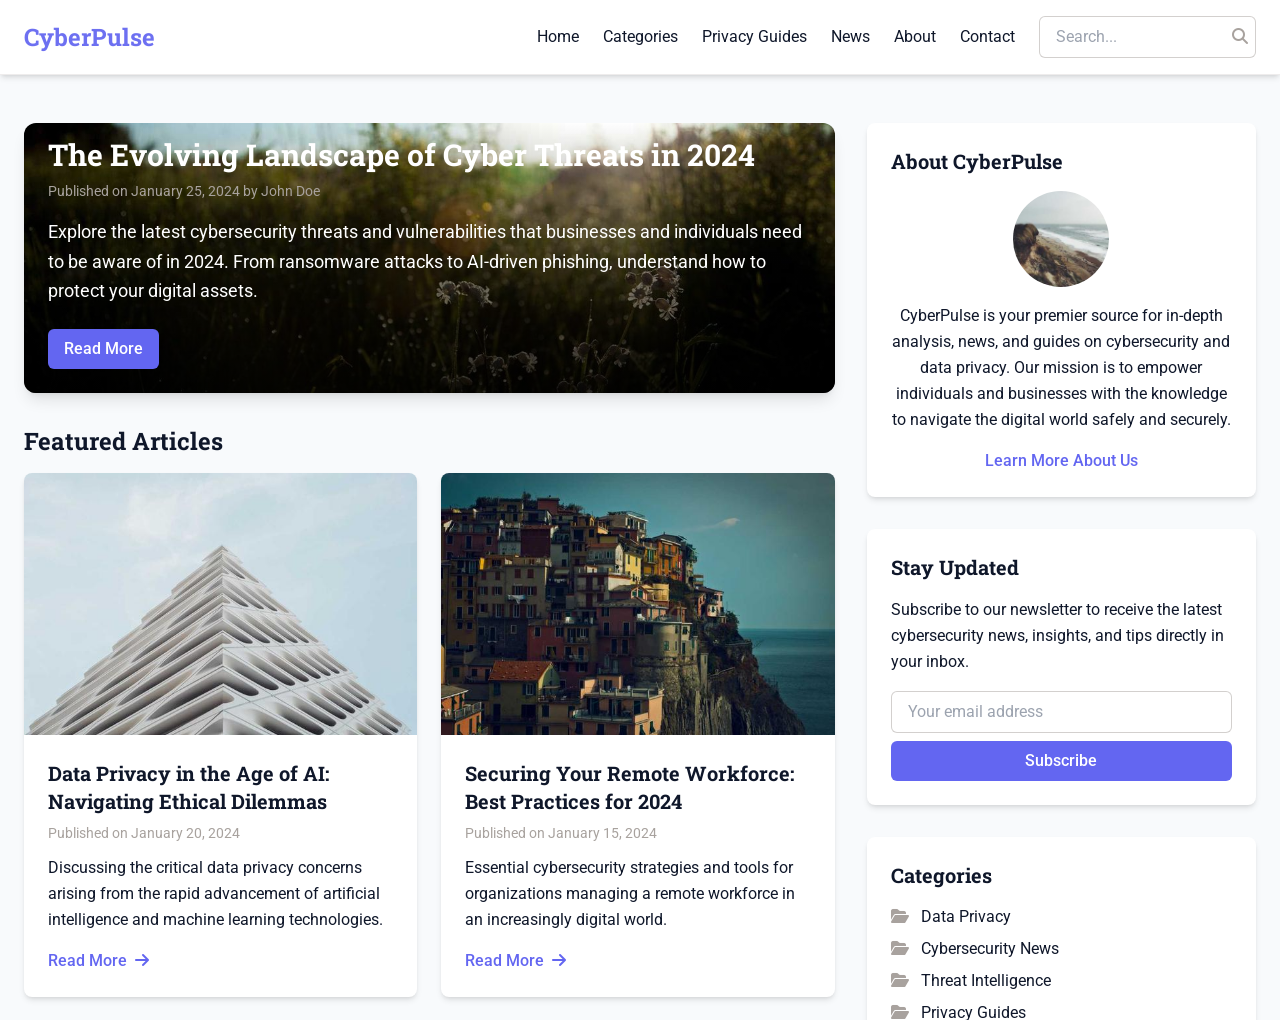 CyberPulse
Home
Categories
Privacy Guides
News
About
Contact
Search...
The Evolving Landscape of Cyber Threats in 2024
Published on January 25, 2024 by John Doe
Explore the latest cybersecurity threats and vulnerabilities that businesses and individuals need
to be aware of in 2024. From ransomware attacks to AI-driven phishing, understand how to
protect your digital assets.
Read More
Featured Articles
Data Privacy in the Age of AI:
Navigating Ethical Dilemmas
Published on January 20, 2024
Discussing the critical data privacy concerns
arising from the rapid advancement of artificial
intelligence and machine learning technologies.
Read More
Securing Your Remote Workforce:
Best Practices for 2024
Published on January 15, 2024
Essential cybersecurity strategies and tools for
organizations managing a remote workforce in
an increasingly digital world.
Read More
About CyberPulse
CyberPulse is your premier source for in-depth
analysis, news, and guides on cybersecurity and
data privacy. Our mission is to empower
individuals and businesses with the knowledge
to navigate the digital world safely and securely.
Learn More About Us
Stay Updated
Subscribe to our newsletter to receive the latest
cybersecurity news, insights, and tips directly in
your inbox.
Your email address
Subscribe
Categories
Data Privacy
Cybersecurity News
Threat Intelligence
Privacy Guides